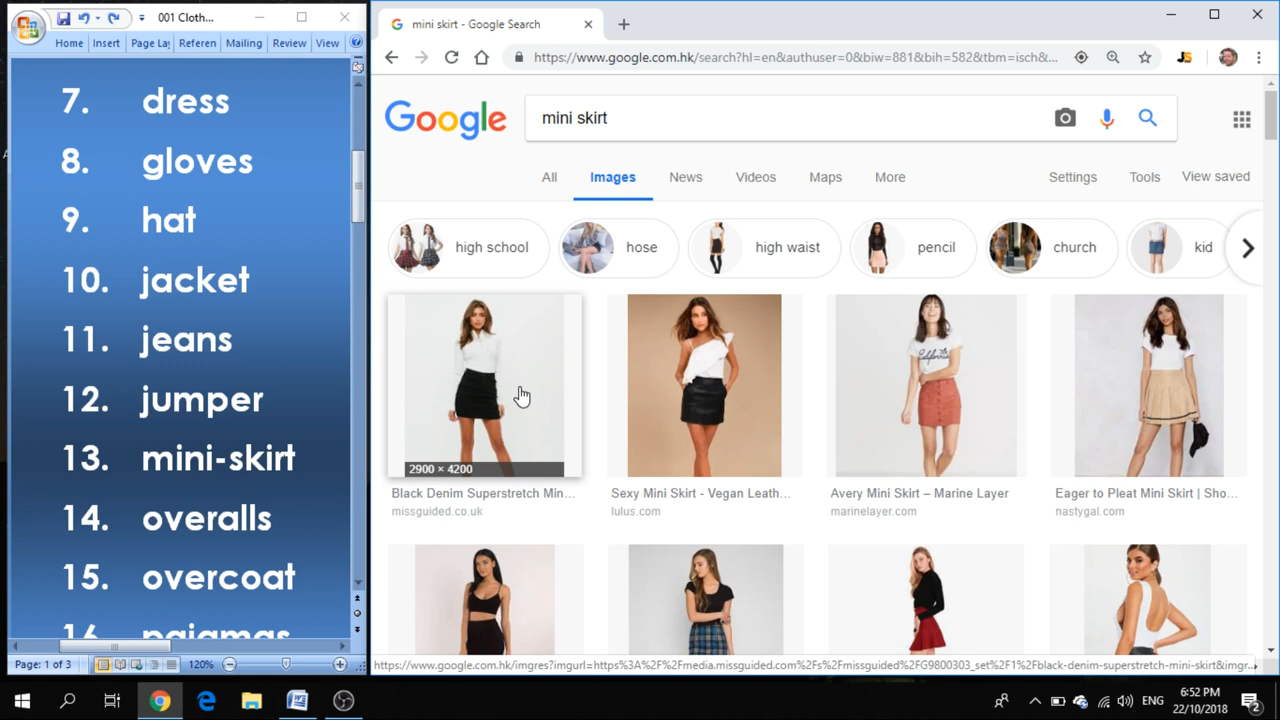 001 Cloth...
Home Insert Page La Referen Mailing Review View
7. dress
8. gloves
9. hat
10. jacket
11. jeans
12. jumper
13. mini-skirt
14. overalls
15. overcoat
16. pajamas
Page: 1 of 3 120%
mini skirt - Google Search
https://www.google.com.hk/search?hl=en&authuser=0&biw=881&bih=582&tbm=isch&...
Google
mini skirt
All Images News Videos Maps More Settings Tools View saved
high school hose high waist pencil church kid
California
2900 × 4200
Black Denim Superstretch Min... Sexy Mini Skirt - Vegan Leath... Avery Mini Skirt – Marine Layer Eager to Pleat Mini Skirt | Sho...
missguided.co.uk lulus.com marinelayer.com nastygal.com
https://www.google.com.hk/imgres?imgurl=https%3A%2F%2Fmedia.missguided.com%2Fs%2Fmissguided%2FG9800303_set%2F1%2Fblack-denim-superstretch-mini-skirt&imgr...
ENG
6:52 PM
22/10/2018
2